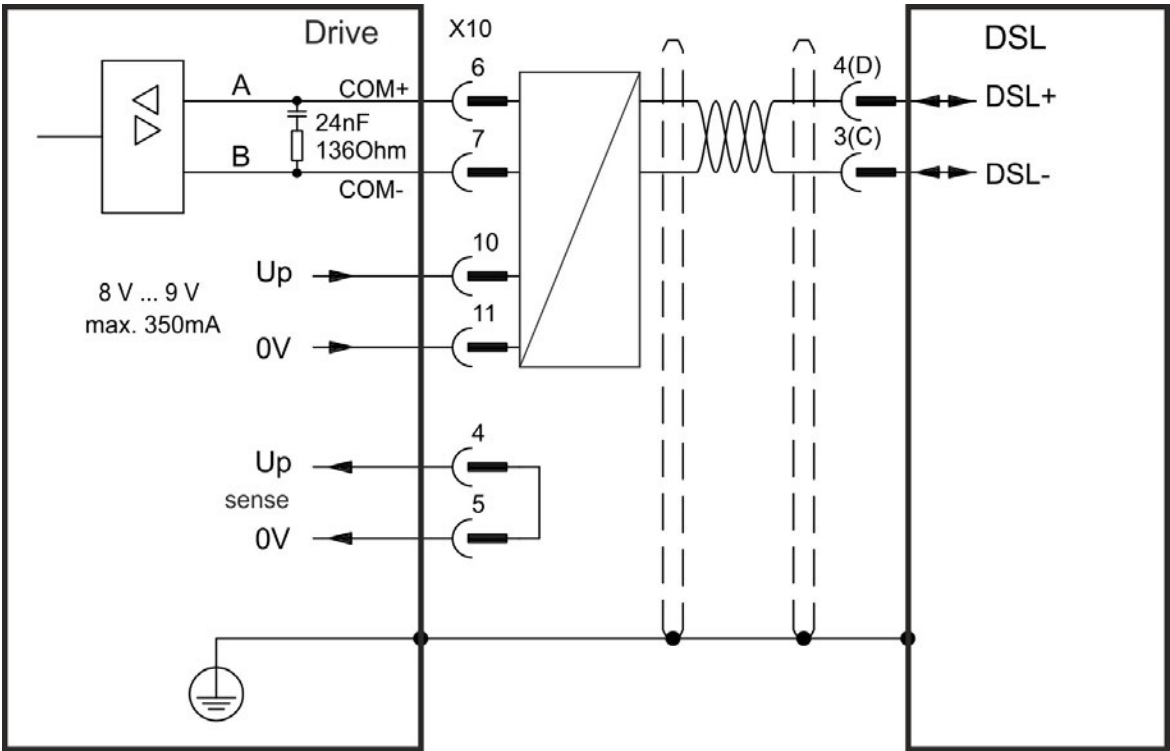 Drive
X10
DSL
6
4(D)
A
COM+
DSL+
24nF
136Ohm
7
3(C)
B
COM-
DSL-
10
Up
8 V ... 9 V
max. 350mA
11
0V
4
Up
sense
5
0V